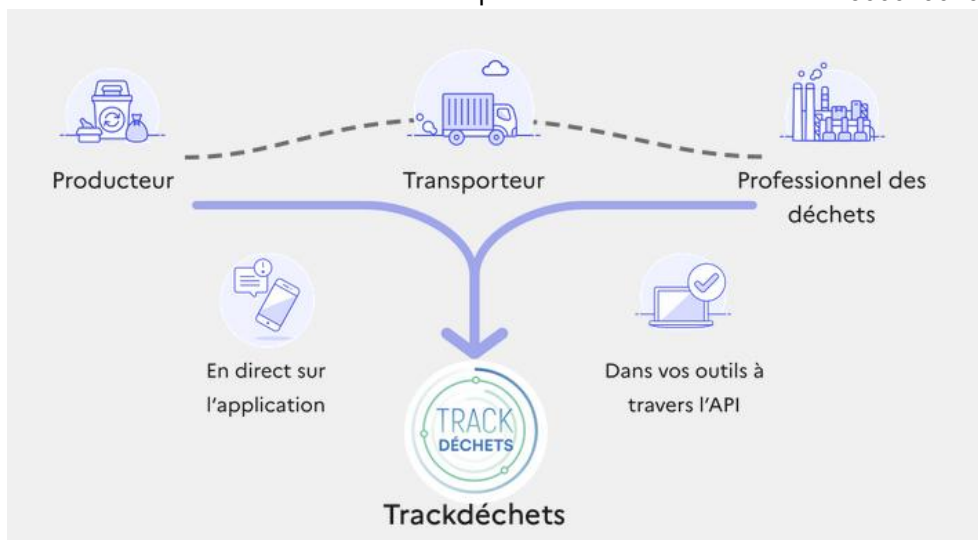 Producteur
Transporteur
Professionnel des
déchets
En direct sur
l'application
Dans vos outils à
travers l'API
TRACK
DÉCHETS
Trackdéchets